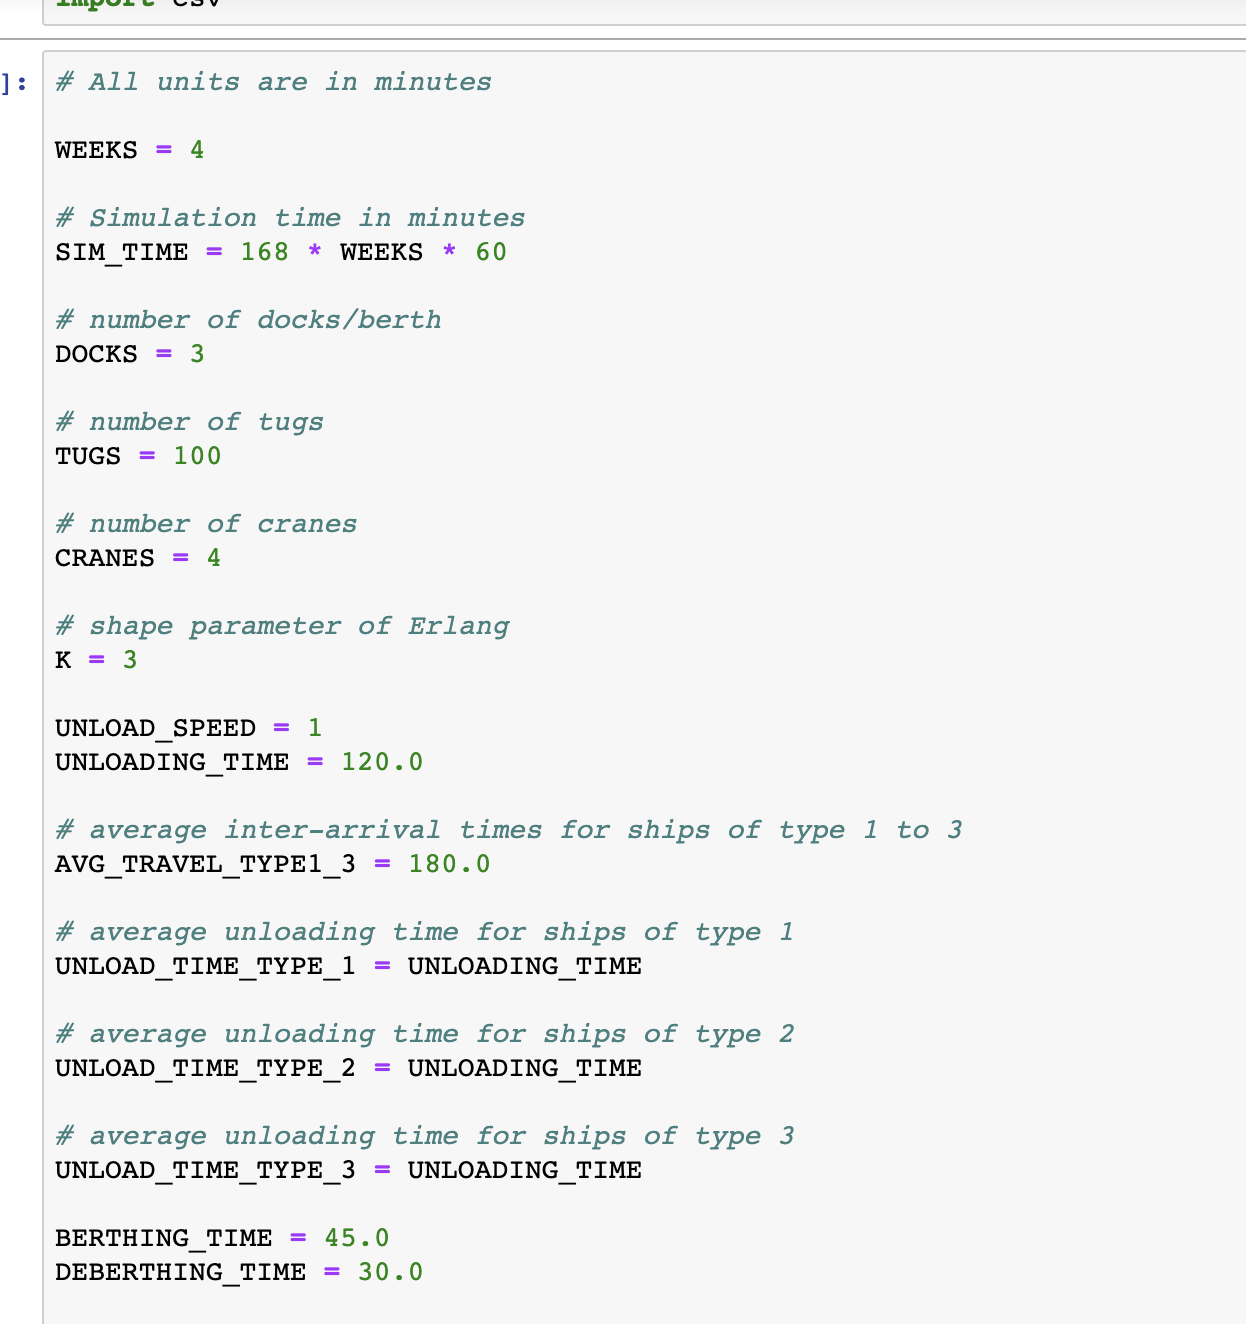 import csv
]:
# All units are in minutes
WEEKS = 4
# Simulation time in minutes
SIM_TIME = 168 * WEEKS * 60
# number of docks/berth
DOCKS = 3
# number of tugs
TUGS = 100
# number of cranes
CRANES = 4
# shape parameter of Erlang
K = 3
UNLOAD_SPEED = 1
UNLOADING_TIME = 120.0
# average inter-arrival times for ships of type 1 to 3
AVG_TRAVEL_TYPE1_3 = 180.0
# average unloading time for ships of type 1
UNLOAD_TIME_TYPE_1 = UNLOADING_TIME
# average unloading time for ships of type 2
UNLOAD_TIME_TYPE_2 = UNLOADING_TIME
# average unloading time for ships of type 3
UNLOAD_TIME_TYPE_3 = UNLOADING_TIME
BERTHING_TIME = 45.0
DEBERTHING_TIME = 30.0